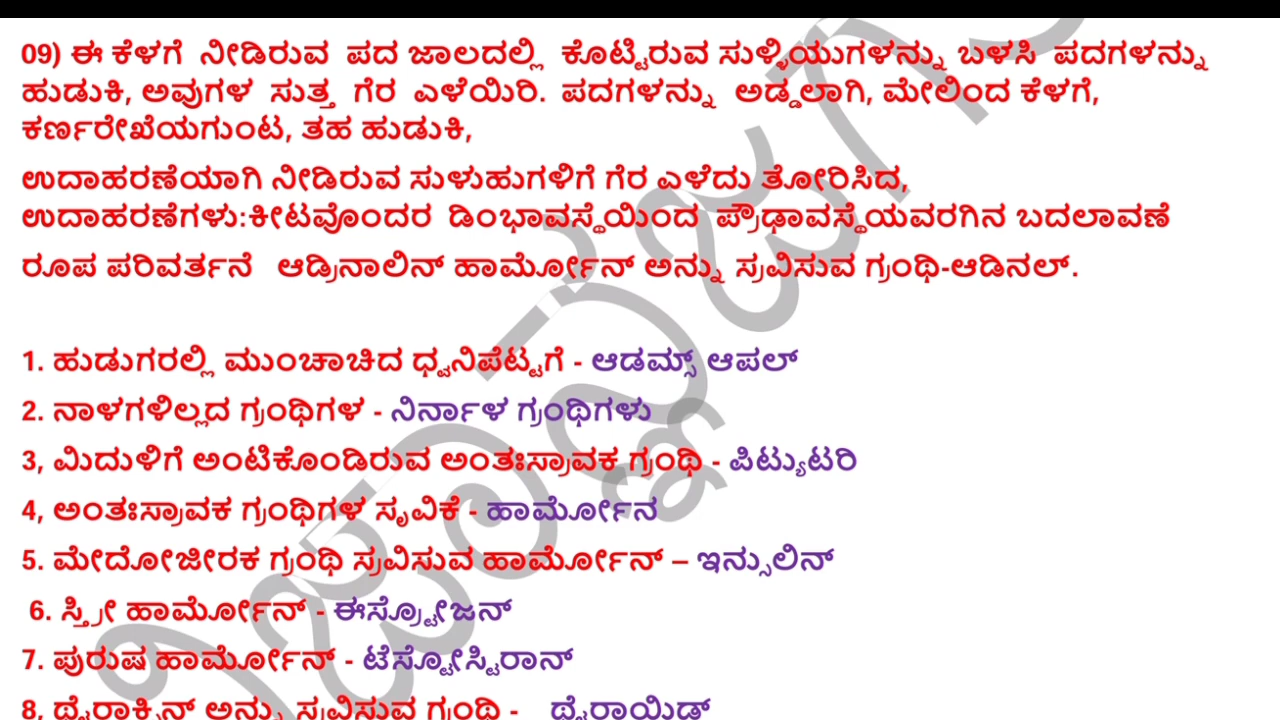 09) ಈ ಕೆಳಗೆ ನೀಡಿರುವ ಪದ ಜಾಲದಲ್ಲಿ ಕೊಟ್ಟಿರುವ ಸುಳ್ಳಿಯುಗಳನ್ನು ಬಳಸಿ ಪದಗಳನ್ನು
ಹುಡುಕಿ, ಅವುಗಳ ಸುತ್ತ ಗೆರ ಎಳೆಯಿರಿ. ಪದಗಳನ್ನು ಅಡ್ಡಲಾಗಿ, ಮೇಲಿಂದ ಕೆಳಗೆ,
ಕರ್ಣರೇಖೆಯಗುಂಟ, ತಹ ಹುಡುಕಿ,
ಉದಾಹರಣೆಯಾಗಿ ನೀಡಿರುವ ಸುಳುಹುಗಳಿಗೆ ಗೆರ ಎಳೆದು ತೋರಿಸಿದ,
ಉದಾಹರಣೆಗಳು:ಕೀಟವೊಂದರ ಡಿಂಭಾವಸ್ಥೆಯಿಂದ ಪ್ರೌಢಾವಸ್ಥೆಯವರಗಿನ ಬದಲಾವಣೆ
ರೂಪ ಪರಿವರ್ತನೆ ಆಡ್ರಿನಾಲಿನ್ ಹಾರ್ಮೋನ್ ಅನ್ನು ಸ್ರವಿಸುವ ಗ್ರಂಥಿ-ಆಡಿನಲ್.
1. ಹುಡುಗರಲ್ಲಿ ಮುಂಚಾಚಿದ ಧ್ವನಿಪೆಟ್ಟಗೆ - ಆಡಮ್ಸ್ ಆಪಲ್
2. ನಾಳಗಳಿಲ್ಲದ ಗ್ರಂಥಿಗಳ - ನಿರ್ನಾಳ ಗ್ರಂಥಿಗಳು
3, ಮಿದುಳಿಗೆ ಅಂಟಿಕೊಂಡಿರುವ ಅಂತಃಸ್ರಾವಕ ಗ್ರಂಥಿ - ಪಿಟ್ಯುಟರಿ
4, ಅಂತಃಸ್ರಾವಕ ಗ್ರಂಥಿಗಳ ಸೃವಿಕೆ - ಹಾರ್ಮೋನ
5. ಮೇದೋಜೀರಕ ಗ್ರಂಥಿ ಸ್ರವಿಸುವ ಹಾರ್ಮೋನ್ – ಇನ್ಸುಲಿನ್
6. ಸ್ತ್ರೀ ಹಾರ್ಮೋನ್ - ಈಸ್ಟ್ರೋಜನ್
7. ಪುರುಷ ಹಾರ್ಮೋನ್ - ಟೆಸ್ಟೋಸ್ಟಿರಾನ್
8, ಥೈರಾಕ್ಸಿನ್ ಅನ್ನು ಸ್ರವಿಸುವ ಗ್ರಂಥಿ - ಥೈರಾಯಿಡ್